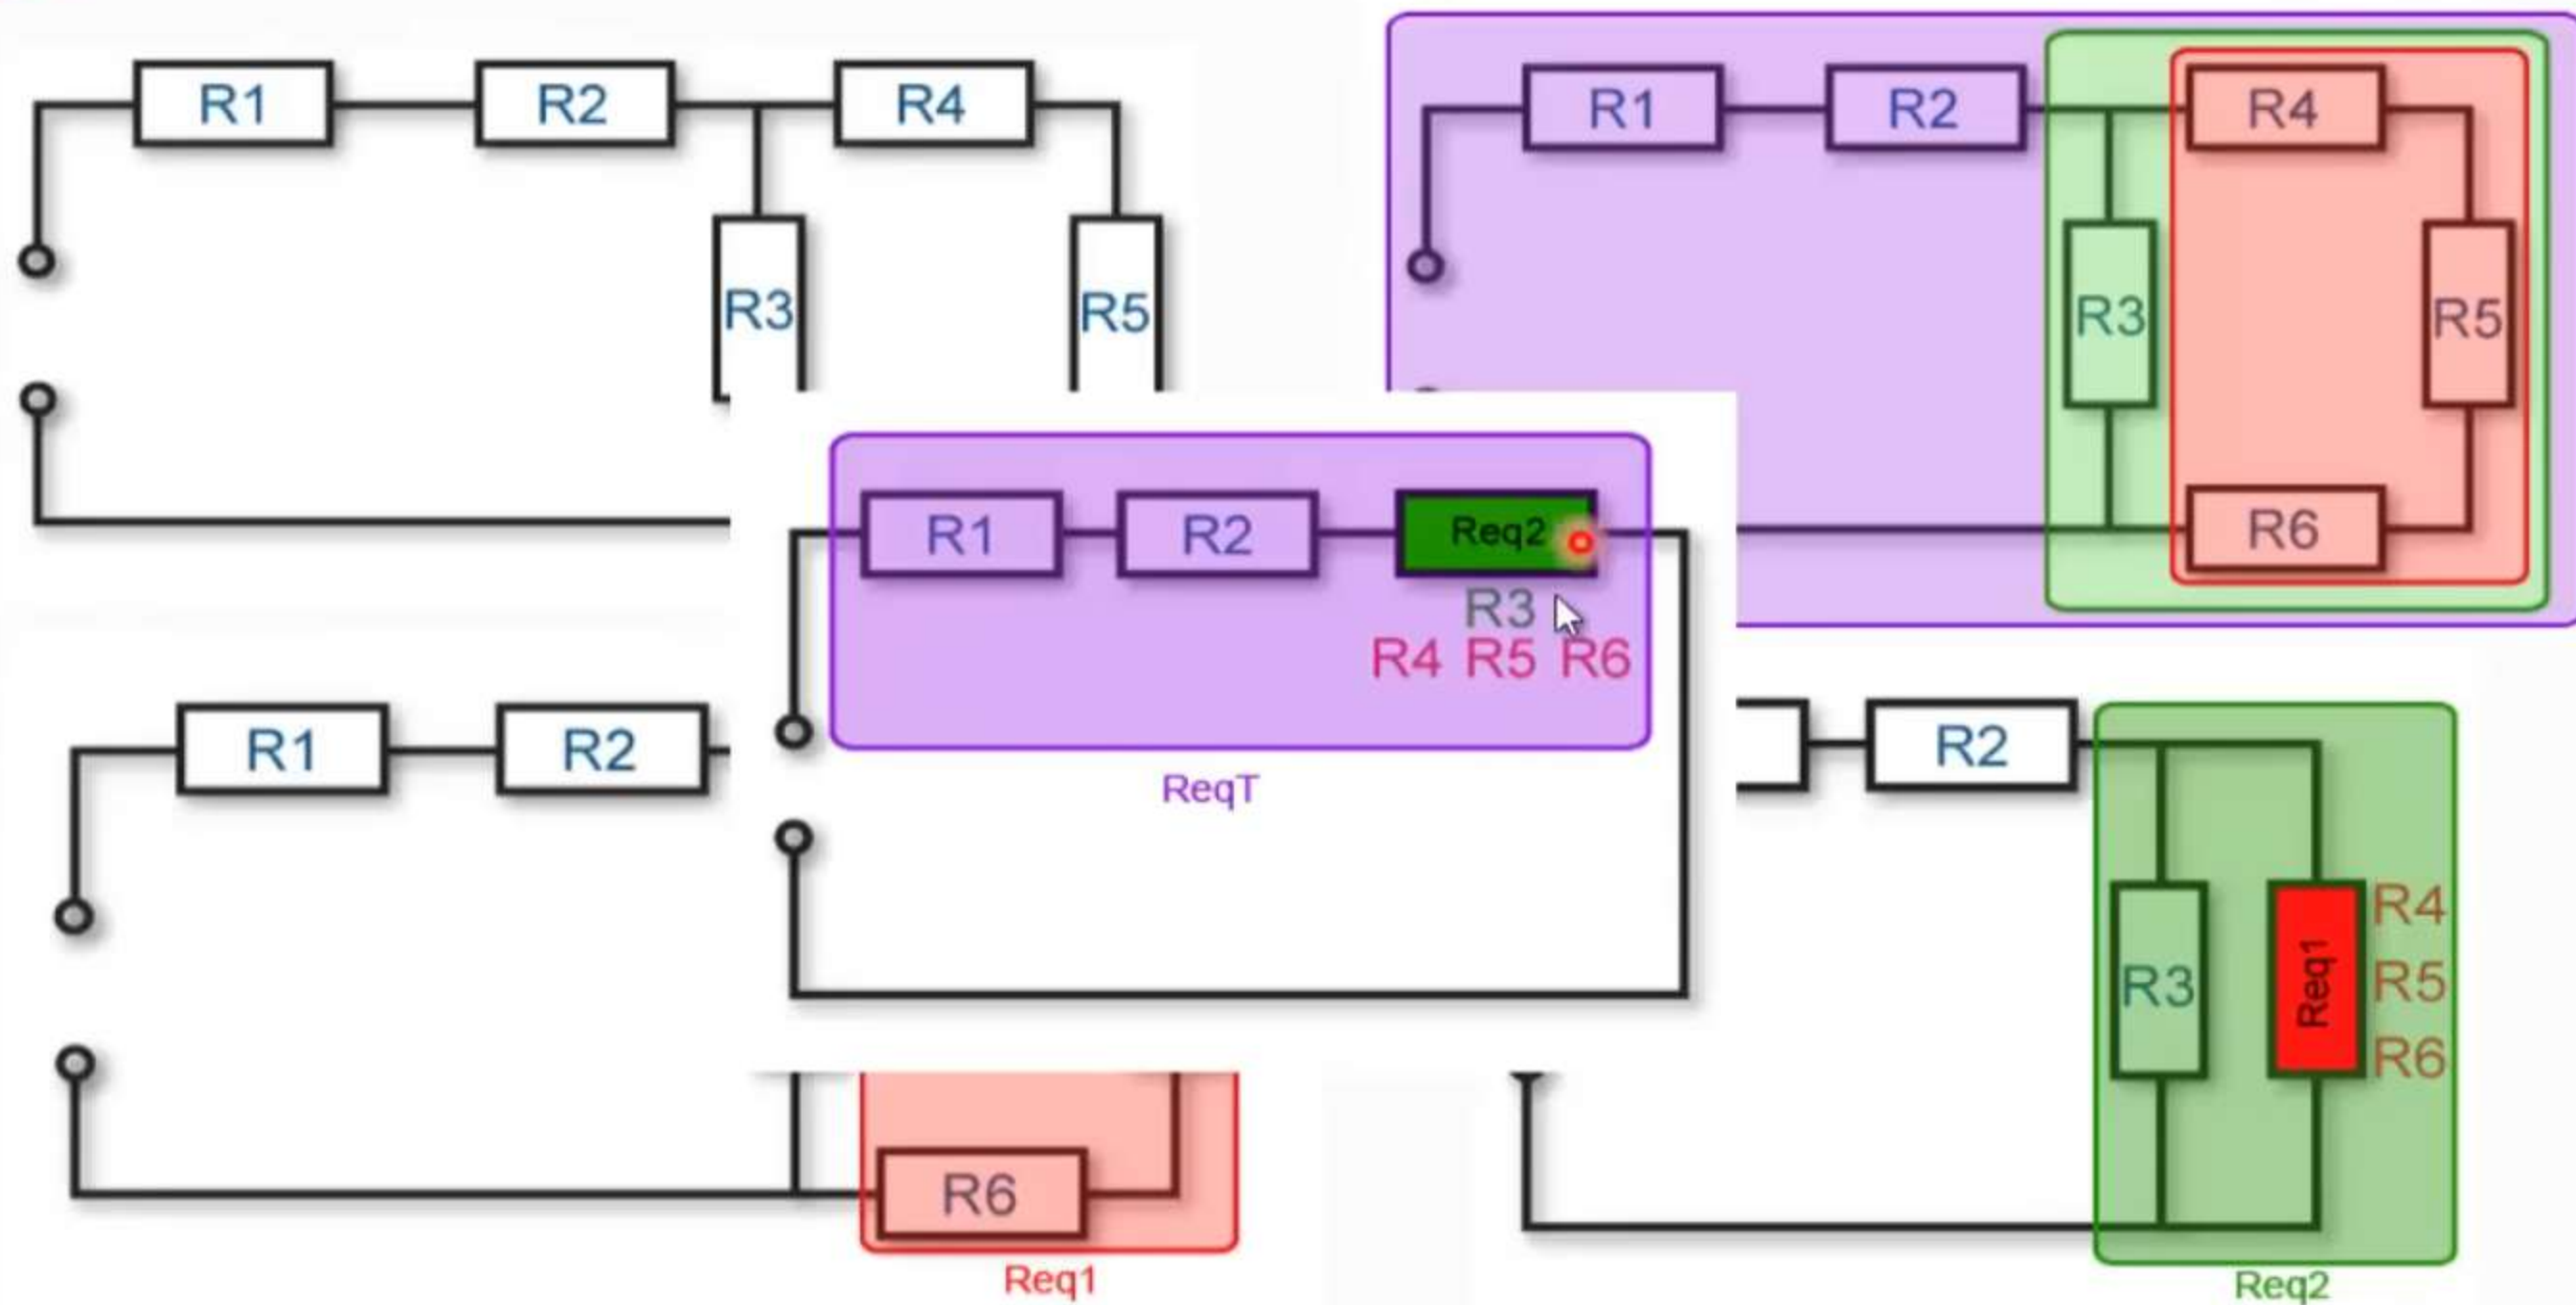 R1 R2 R4
R3 R5
R1 R2 R4
R3 R5
R6
R1 R2 Req2
R3
R4 R5 R6
ReqT
R1 R2
R6
Req1
R2
R3 Req1 R4
R5
R6
Req2